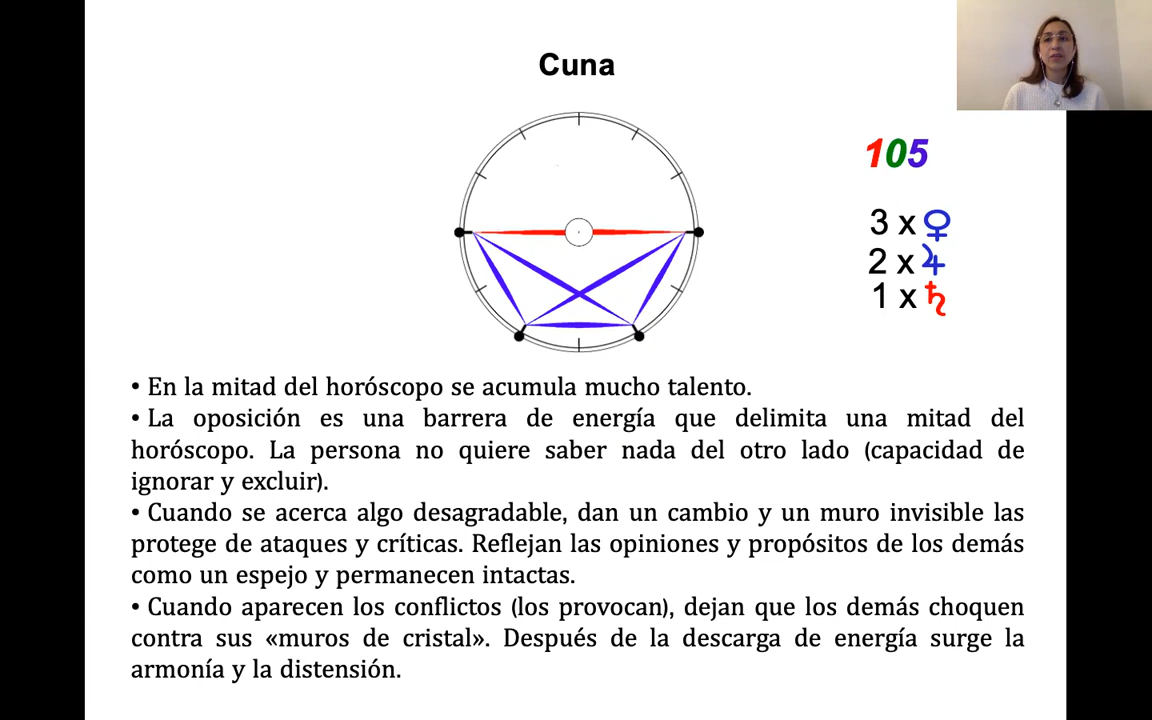 Cuna
105
3 x ♀
2 x ♃
1 x ♄
• En la mitad del horóscopo se acumula mucho talento.
• La oposición es una barrera de energía que delimita una mitad del
horóscopo. La persona no quiere saber nada del otro lado (capacidad de
ignorar y excluir).
• Cuando se acerca algo desagradable, dan un cambio y un muro invisible las
protege de ataques y críticas. Reflejan las opiniones y propósitos de los demás
como un espejo y permanecen intactas.
• Cuando aparecen los conflictos (los provocan), dejan que los demás choquen
contra sus «muros de cristal». Después de la descarga de energía surge la
armonía y la distensión.